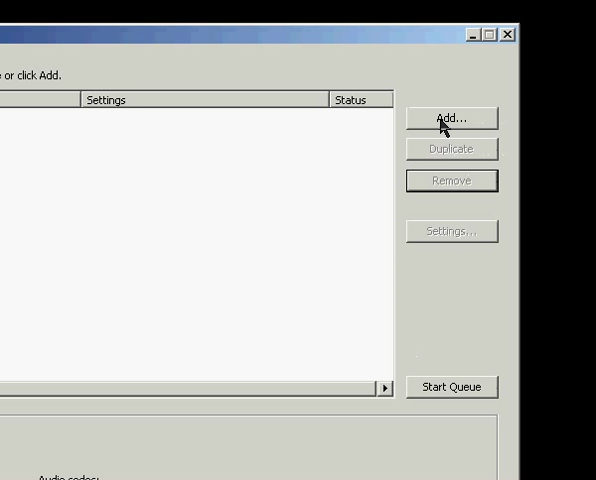 or click Add.
Settings Status
Add...
Duplicate
Remove
Settings...
Start Queue
Audio codec: